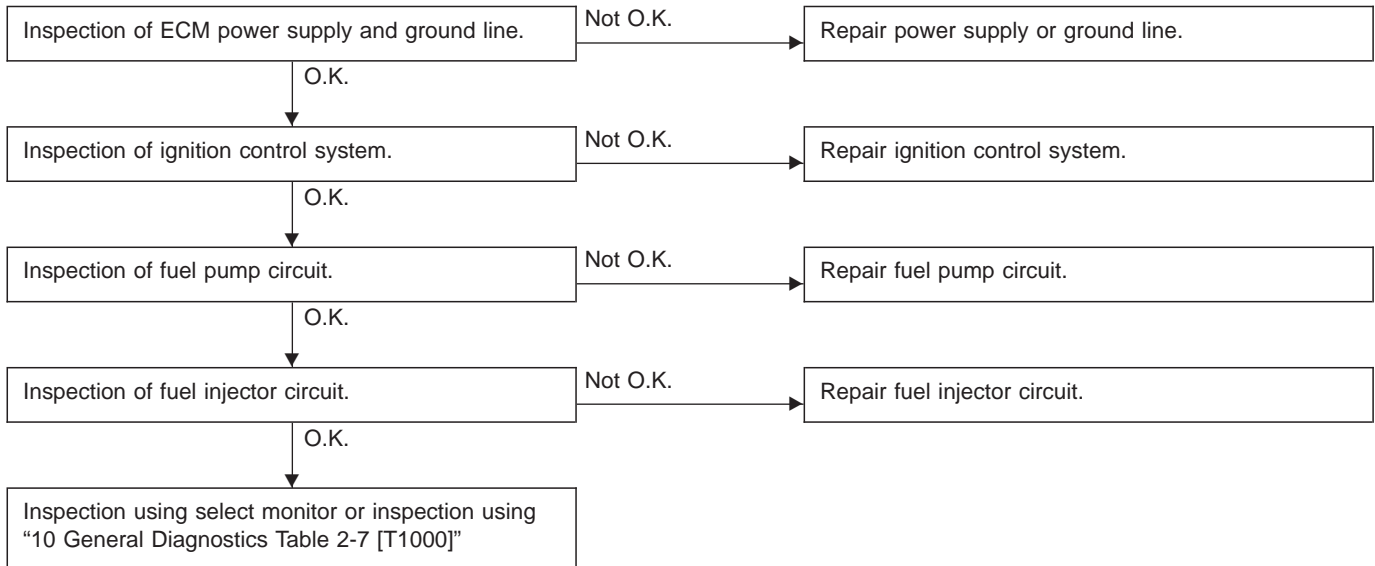 Inspection of ECM power supply and ground line.
Not O.K.
Repair power supply or ground line.
O.K.
Inspection of ignition control system.
Not O.K.
Repair ignition control system.
O.K.
Inspection of fuel pump circuit.
Not O.K.
Repair fuel pump circuit.
O.K.
Inspection of fuel injector circuit.
Not O.K.
Repair fuel injector circuit.
O.K.
Inspection using select monitor or inspection using
“10 General Diagnostics Table 2-7 [T1000]”